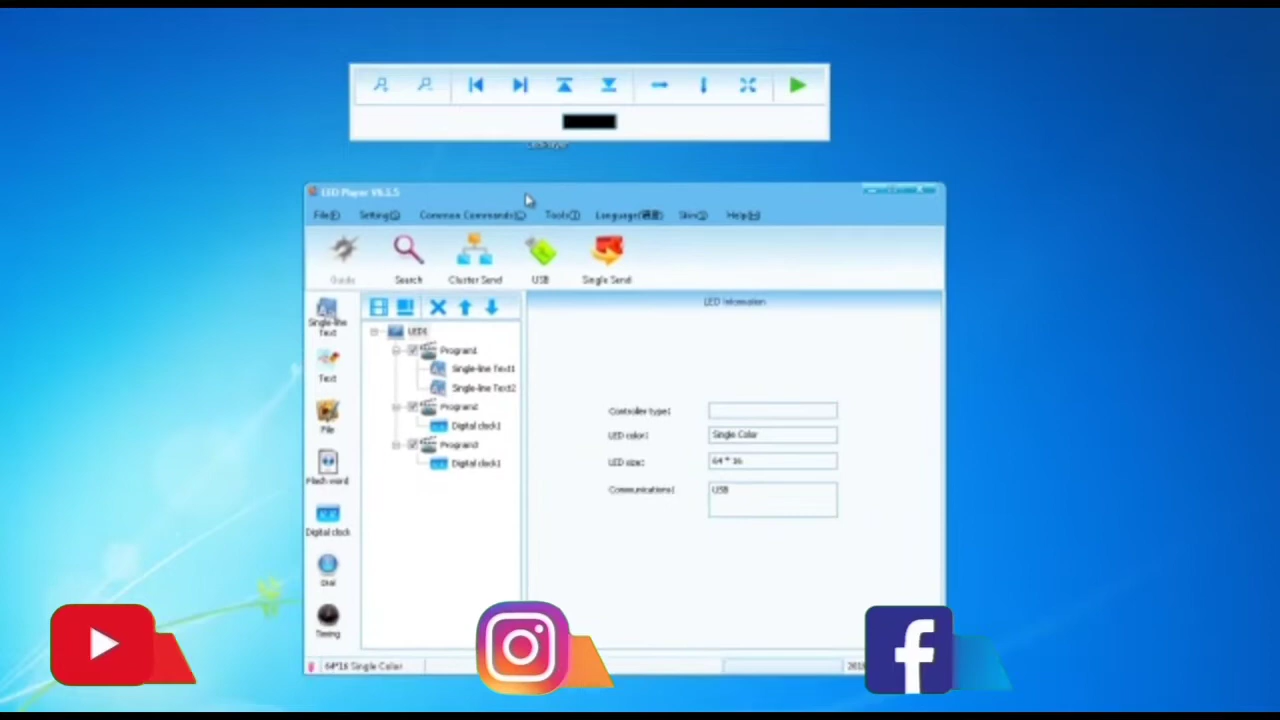 LED Player V6.1.5
File(F) Setting(S) Common Commands(C) Tools(T) Language(语言) Skin(S) Help(H)
Guide Search Cluster Send USB Single Send
Single-line
Text
Text
File
Flash word
Digital clock
Dial
Timing
LED1
Program1
Single-line Text1
Single-line Text2
Program2
Digital clock1
Program3
Digital clock1
LED Information
Controller type:
LED color: Single Color
LED size: 64 * 16
Communications: USB
64*16 Single Color